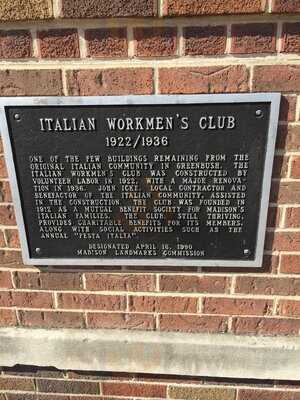 ITALIAN WORKMEN'S CLUB
1922/1936
ONE OF THE FEW BUILDINGS REMAINING FROM THE
ORIGINAL ITALIAN COMMUNITY IN GREENBUSH, THE
ITALIAN WORKMEN'S CLUB WAS CONSTRUCTED BY
VOLUNTEER LABOR IN 1922, WITH A MAJOR RENOVA-
TION IN 1936. JOHN ICKE, LOCAL CONTRACTOR AND
BENEFACTOR OF THE ITALIAN COMMUNITY, ASSISTED
IN THE CONSTRUCTION. THE CLUB WAS FOUNDED IN
1912 AS A MUTUAL BENEFIT SOCIETY FOR MADISON'S
ITALIAN FAMILIES. THE CLUB, STILL THRIVING,
PROVIDES CHARITABLE BENEFITS FOR ITS MEMBERS,
ALONG WITH SOCIAL ACTIVITIES SUCH AS THE
ANNUAL "FESTA ITALIA".
DESIGNATED APRIL 16, 1990
MADISON LANDMARKS COMMISSION